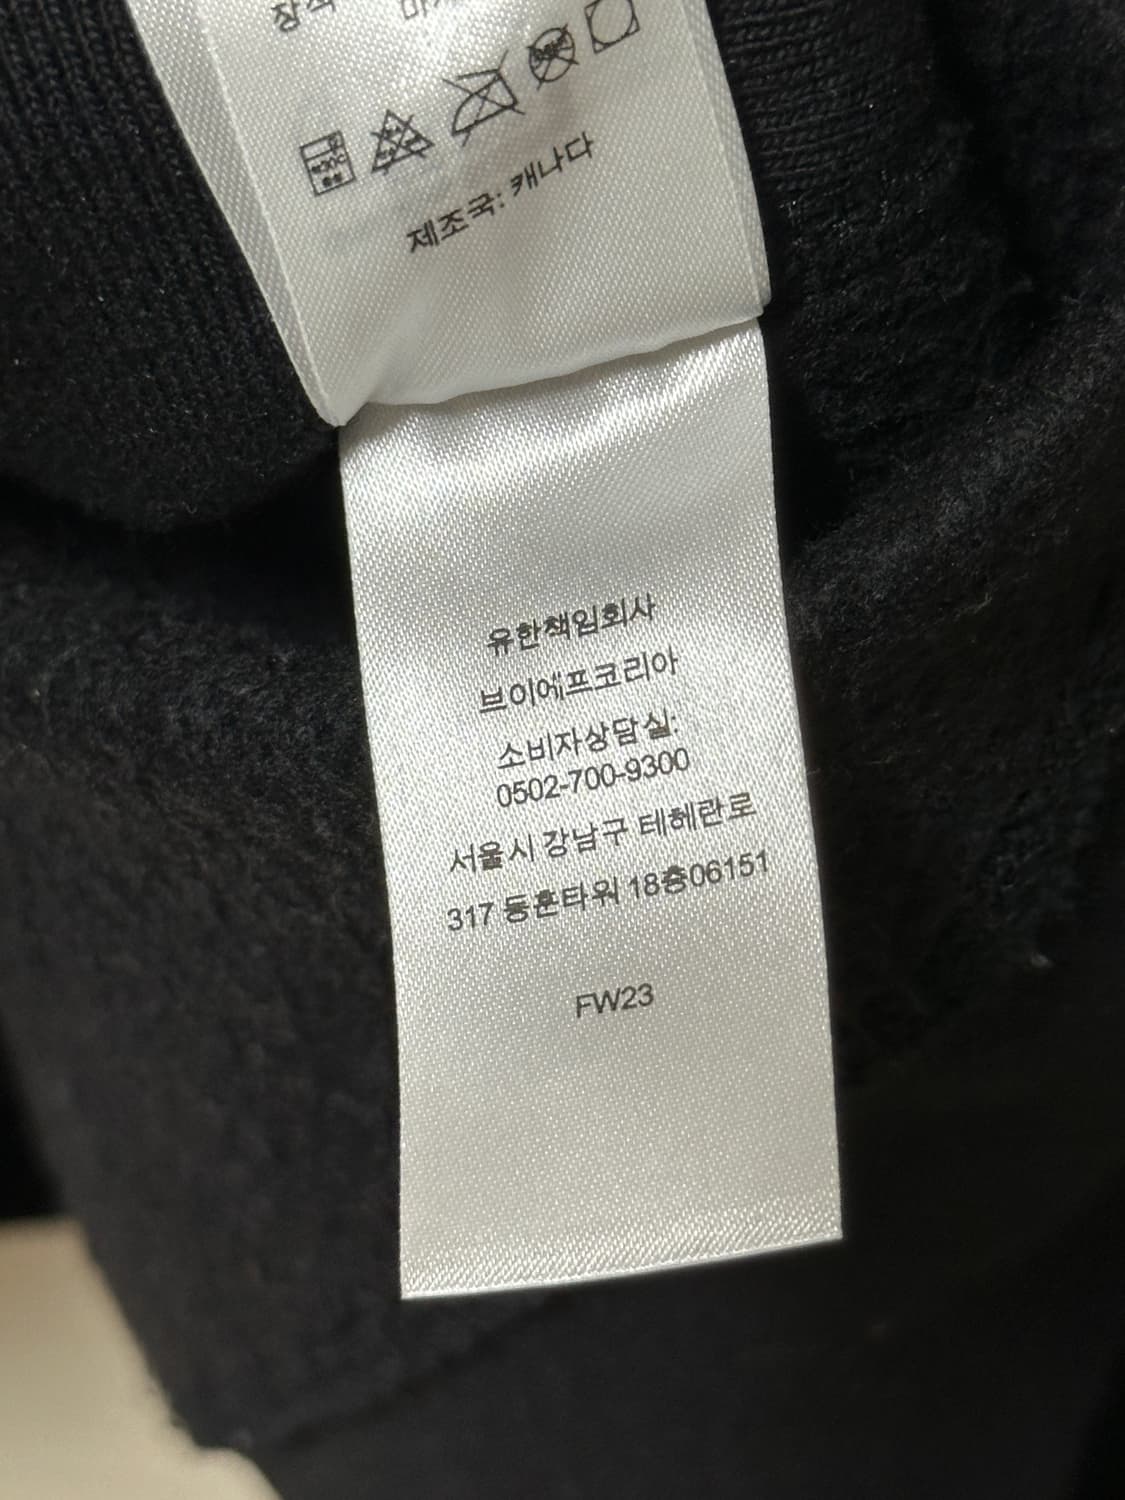 장식
제조국: 캐나다
유한책임회사
브이에프코리아
소비자상담실:
0502-700-9300
서울시 강남구 테헤란로
317 동훈타워 18층06151
FW23